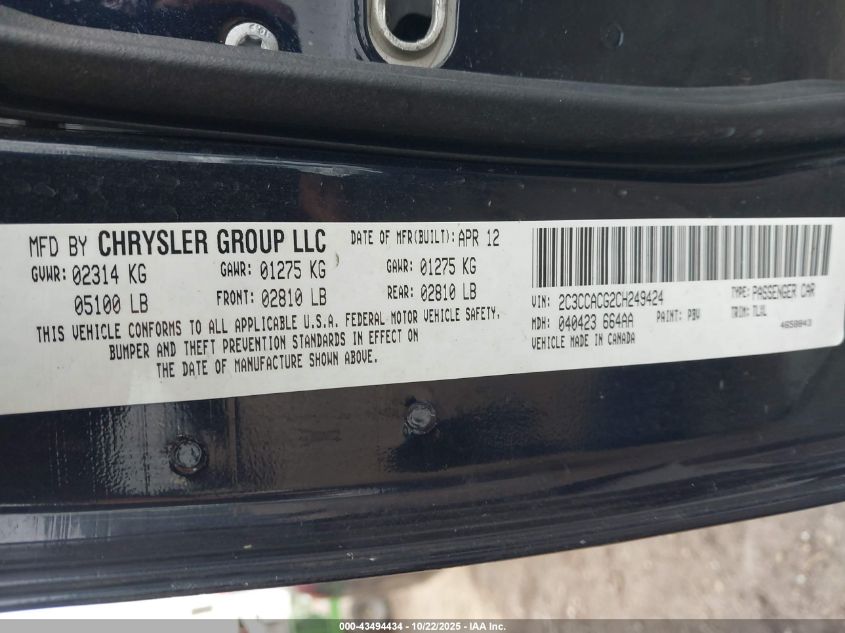 MFD BY CHRYSLER GROUP LLC DATE OF MFR(BUILT): APR 12
GVWR: 02314 KG GAWR: 01275 KG GAWR: 01275 KG
05100 LB FRONT: 02810 LB REAR: 02810 LB
THIS VEHICLE CONFORMS TO ALL APPLICABLE U.S.A. FEDERAL MOTOR VEHICLE SAFETY,
BUMPER AND THEFT PREVENTION STANDARDS IN EFFECT ON
THE DATE OF MANUFACTURE SHOWN ABOVE.
VIN: 2C3CCACG2CH249424 TYPE: PASSENGER CAR
MDH: 040423 664AA PAINT: PBV TRIM: TLXL
VEHICLE MADE IN CANADA 4658843
000-43494434 - 10/22/2025 - IAA Inc.